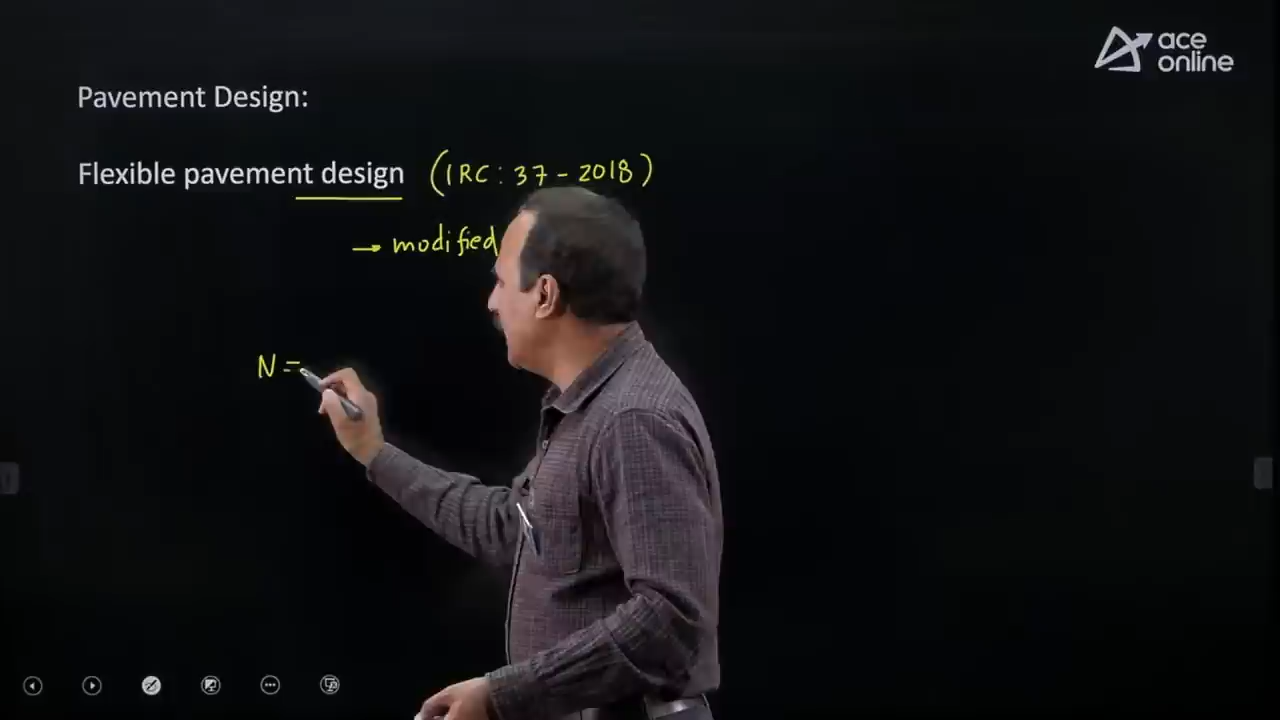 ace
online
Pavement Design:
Flexible pavement design (IRC : 37 - 2018)
→ modified
N =